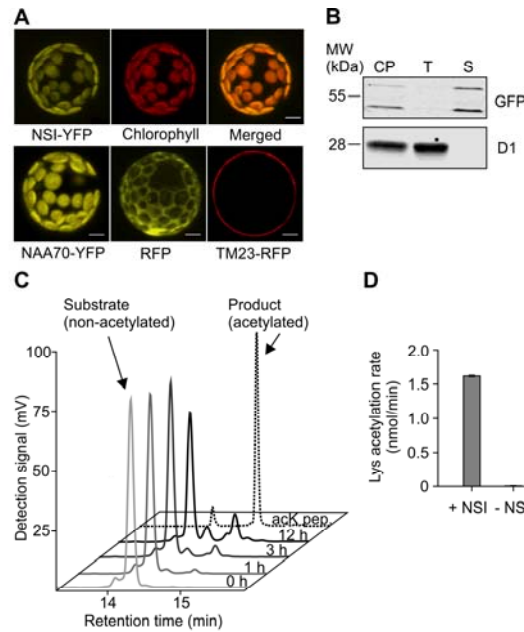 A
NSI-YFP Chlorophyll Merged
NAA70-YFP RFP TM23-RFP
B
MW
(kDa)
CP T S
55
GFP
28
D1
C
Substrate
(non-acetylated)
Product
(acetylated)
Detection signal (mV)
100
75
50
25
acK pep.
12 h
3 h
1 h
0 h
14 15
Retention time (min)
D
Lys acetylation rate
(nmol/min)
2.0
1.5
1.0
0.5
0
+ NSI - NS